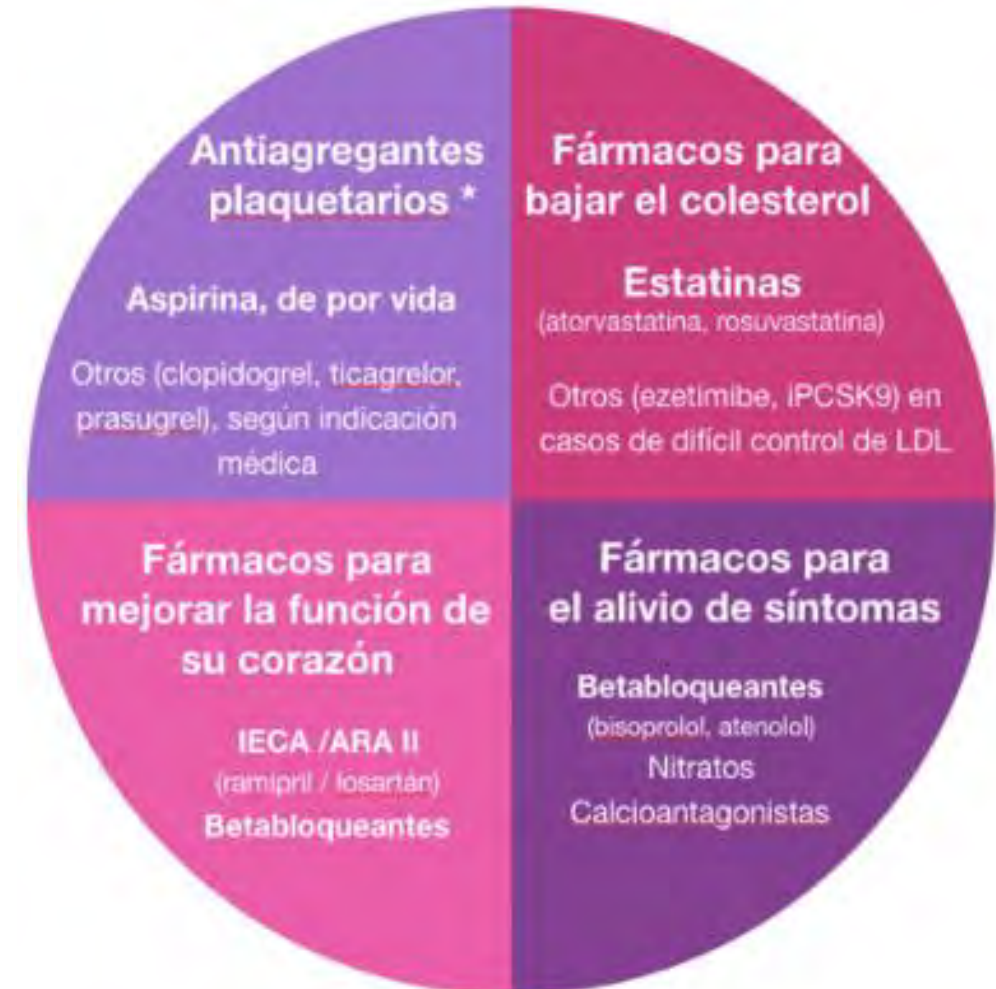 Antiagregantes
plaquetarios *
Aspirina, de por vida
Otros (clopidogrel, ticagrelor,
prasugrel), según indicación
médica
Fármacos para
bajar el colesterol
Estatinas
(atorvastatina, rosuvastatina)
Otros (ezetimibe, iPCSK9) en
casos de difícil control de LDL
Fármacos para
mejorar la función de
su corazón
IECA /ARA II
(ramipril / losartán)
Betabloqueantes
Fármacos para
el alivio de síntomas
Betabloqueantes
(bisoprolol, atenolol)
Nitratos
Calcioantagonistas